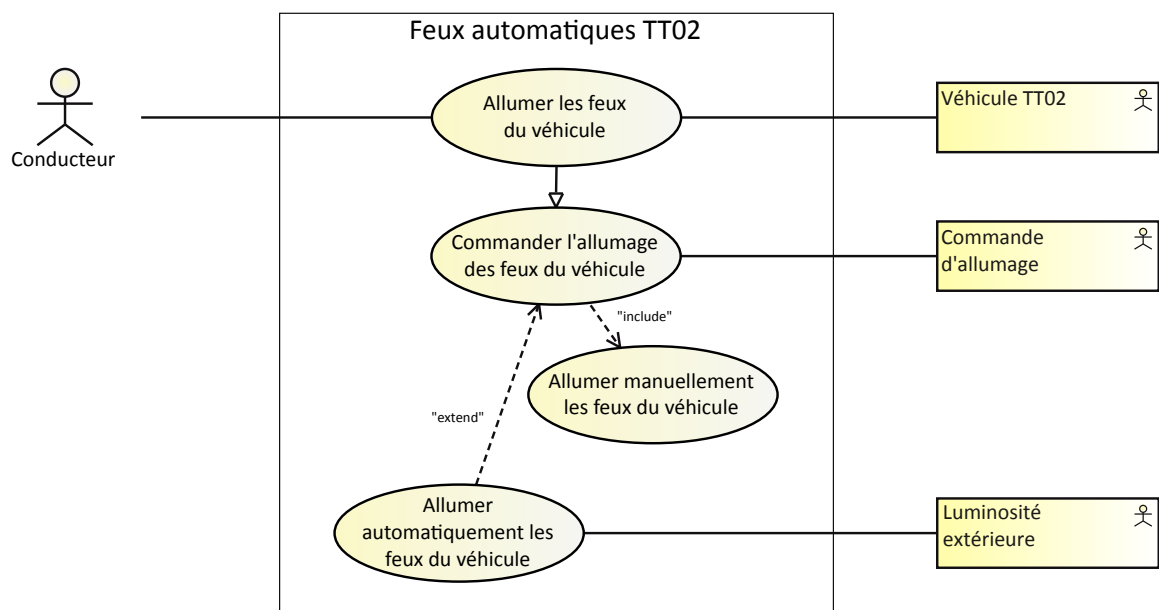 Feux automatiques TT02
Conducteur
Allumer les feux
du véhicule
Véhicule TT02
Commander l'allumage
des feux du véhicule
Commande
d'allumage
"include"
Allumer manuellement
les feux du véhicule
"extend"
Allumer
automatiquement les
feux du véhicule
Luminosité
extérieure